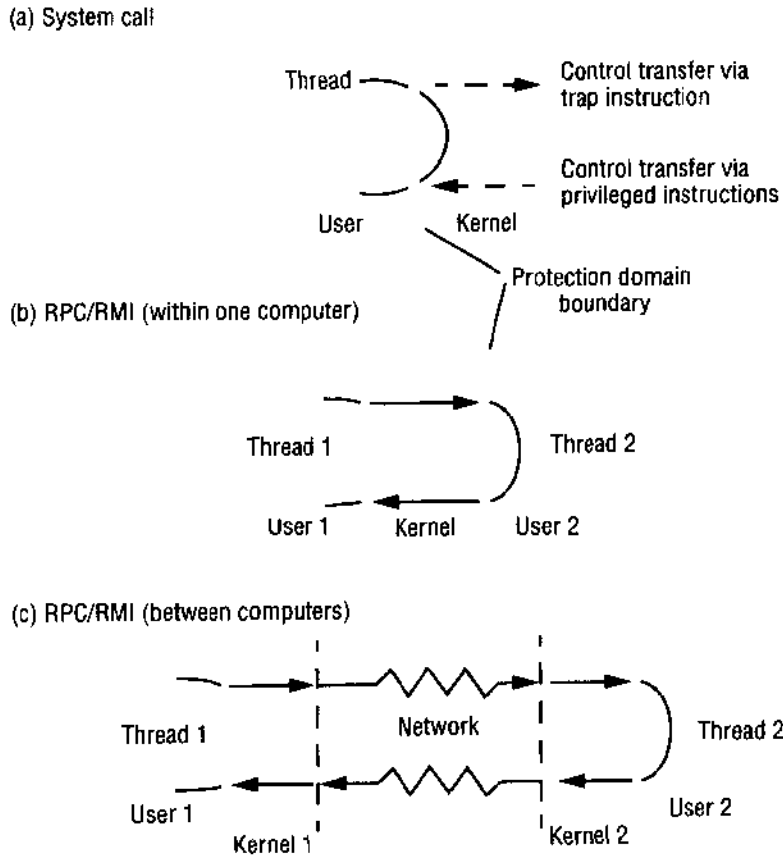 (a) System call
Thread
Control transfer via
trap instruction
Control transfer via
privileged instructions
User
Kernel
Protection domain
boundary
(b) RPC/RMI (within one computer)
Thread 1
Thread 2
User 1
Kernel
User 2
(c) RPC/RMI (between computers)
Thread 1
Network
Thread 2
User 1
User 2
Kernel 1
Kernel 2